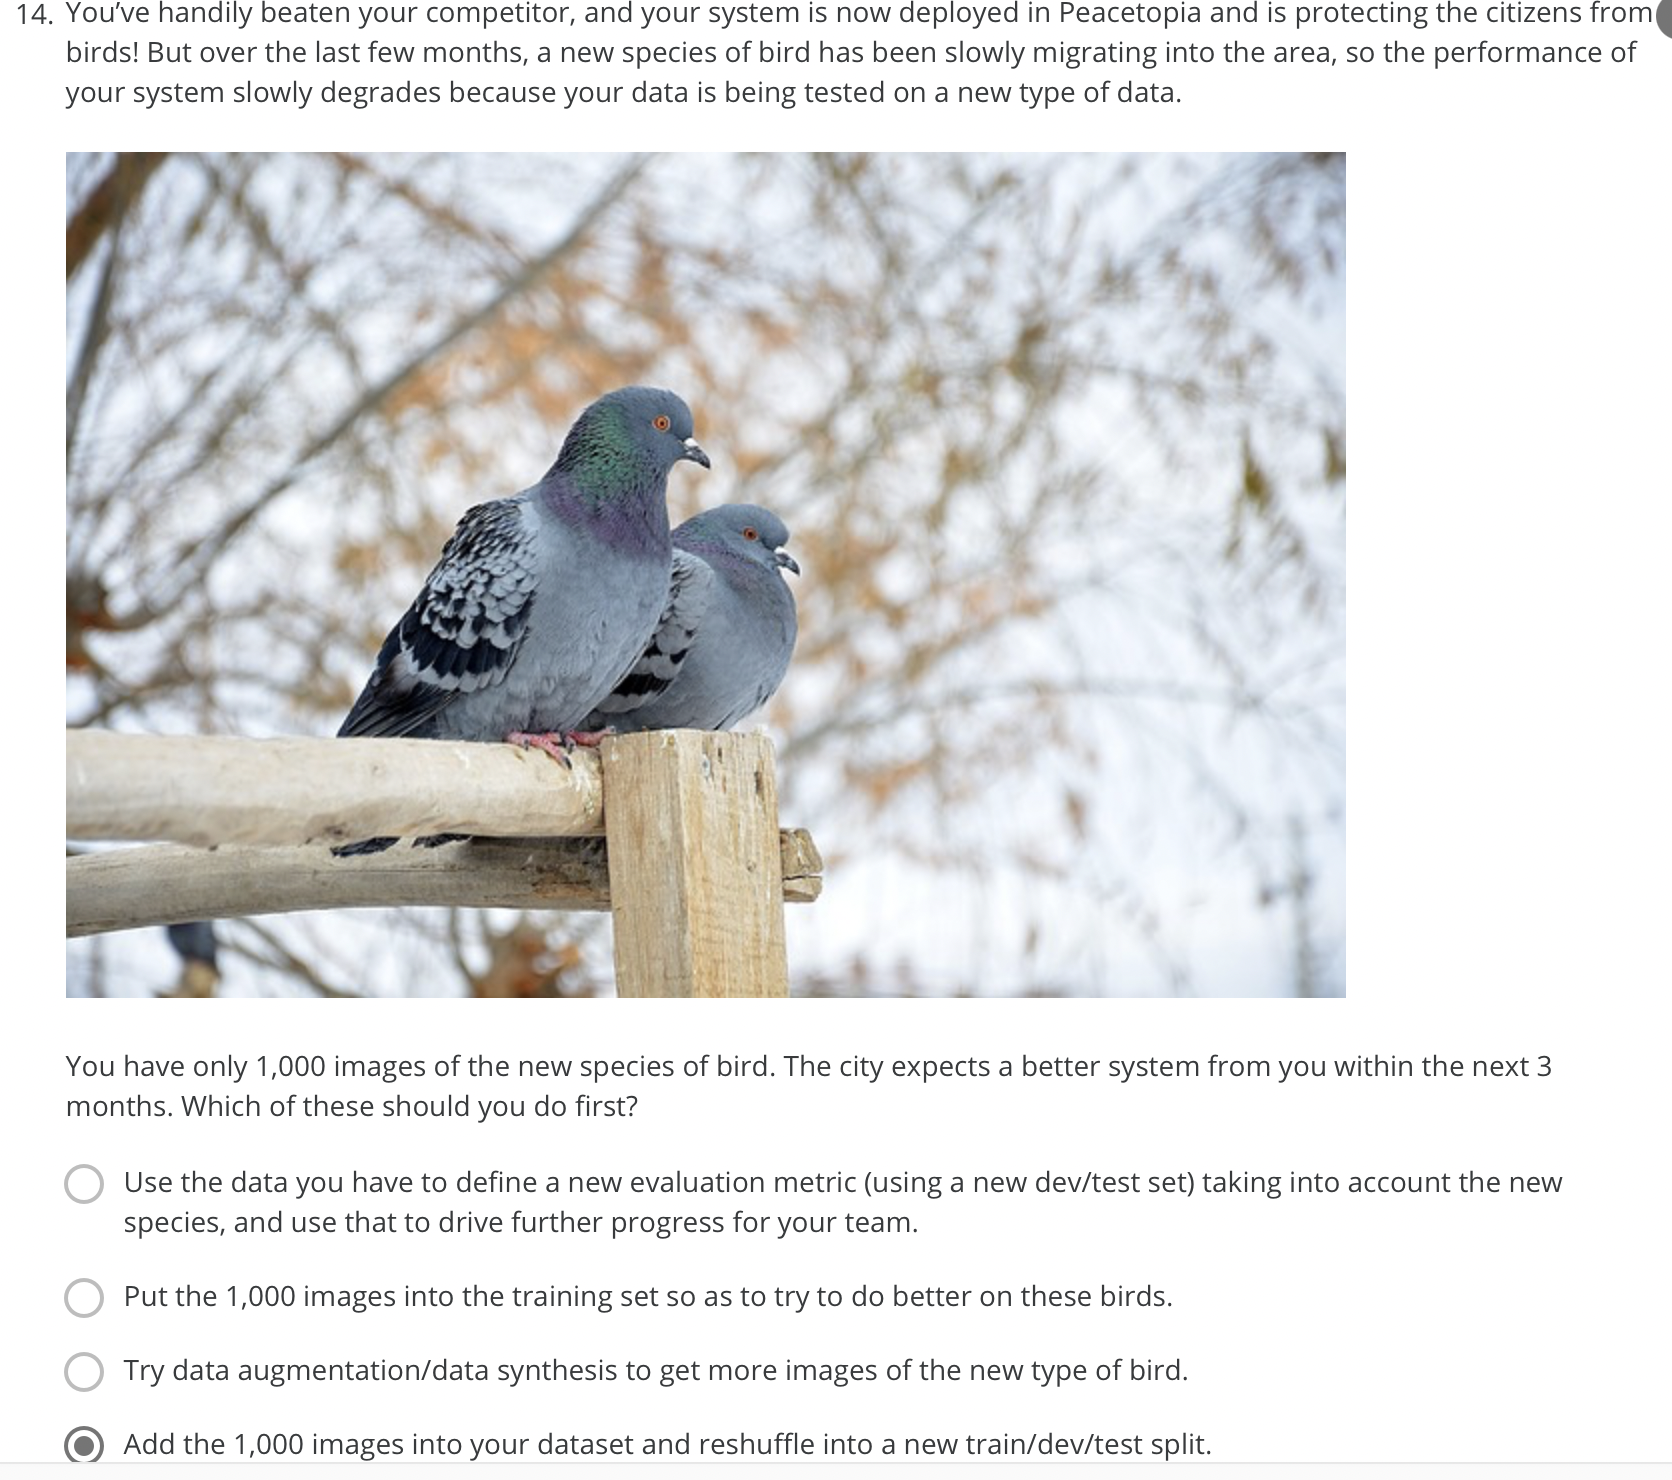 14. You've handily beaten your competitor, and your system is now deployed in Peacetopia and is protecting the citizens from
birds! But over the last few months, a new species of bird has been slowly migrating into the area, so the performance of
your system slowly degrades because your data is being tested on a new type of data.
You have only 1,000 images of the new species of bird. The city expects a better system from you within the next 3
months. Which of these should you do first?
Use the data you have to define a new evaluation metric (using a new dev/test set) taking into account the new
species, and use that to drive further progress for your team.
Put the 1,000 images into the training set so as to try to do better on these birds.
Try data augmentation/data synthesis to get more images of the new type of bird.
Add the 1,000 images into your dataset and reshuffle into a new train/dev/test split.